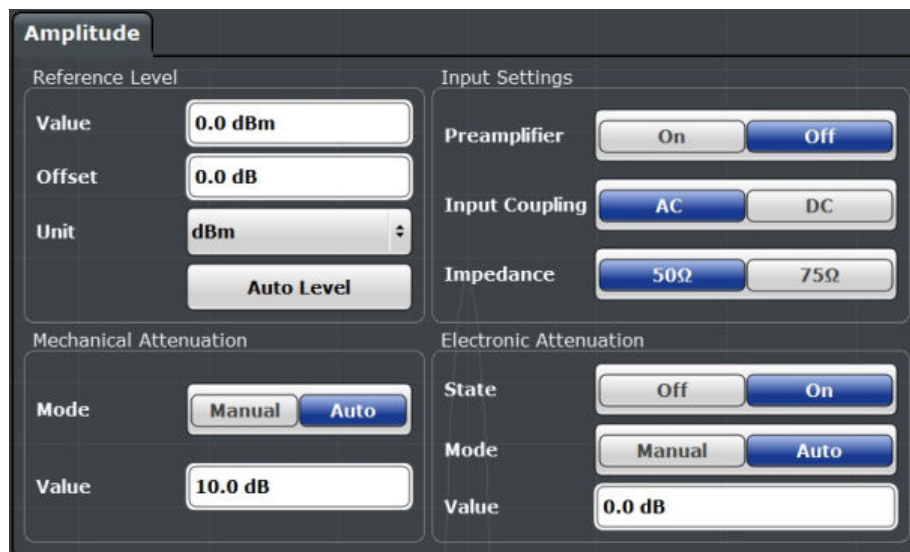 Amplitude
Reference Level
Value 0.0 dBm
Offset 0.0 dB
Unit dBm
Auto Level
Input Settings
Preamplifier On Off
Input Coupling AC DC
Impedance 50Ω 75Ω
Mechanical Attenuation
Mode Manual Auto
Value 10.0 dB
Electronic Attenuation
State Off On
Mode Manual Auto
Value 0.0 dB